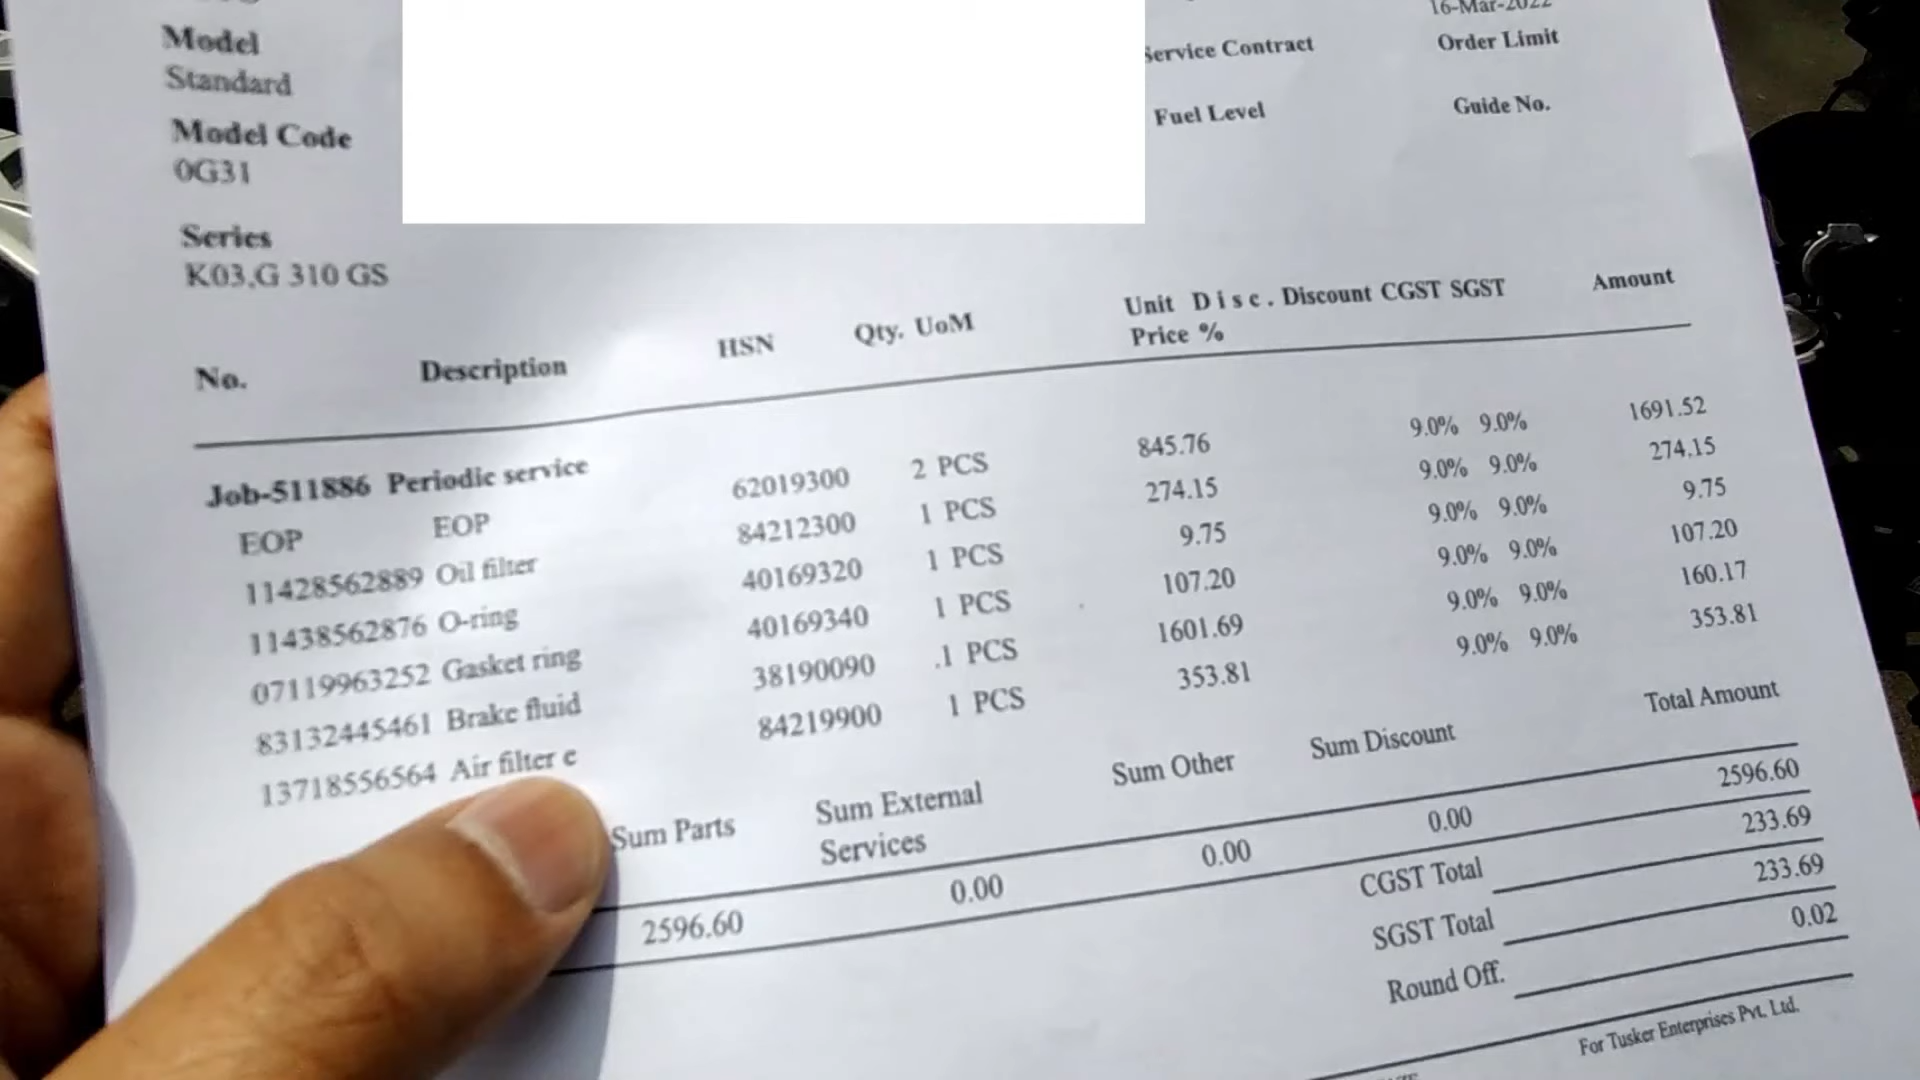 16-Mar-2022
Model
Standard
Service Contract Order Limit
Model Code
0G31
Fuel Level Guide No.
Series
K03,G 310 GS
No. Description HSN Qty. UoM Unit Price Disc. % Discount CGST SGST Amount
Job-511886 Periodic service
EOP EOP 62019300 2 PCS 845.76 9.0% 9.0% 1691.52
11428562889 Oil filter 84212300 1 PCS 274.15 9.0% 9.0% 274.15
11438562876 O-ring 40169320 1 PCS 9.75 9.0% 9.0% 9.75
07119963252 Gasket ring 40169340 1 PCS 107.20 9.0% 9.0% 107.20
83132445461 Brake fluid 38190090 .1 PCS 1601.69 9.0% 9.0% 160.17
13718556564 Air filter e 84219900 1 PCS 353.81 9.0% 9.0% 353.81
Sum Parts Sum External Services Sum Other Sum Discount Total Amount
2596.60 0.00 0.00 0.00 2596.60
CGST Total 233.69
SGST Total 233.69
Round Off. 0.02
For Tusker Enterprises Pvt. Ltd.